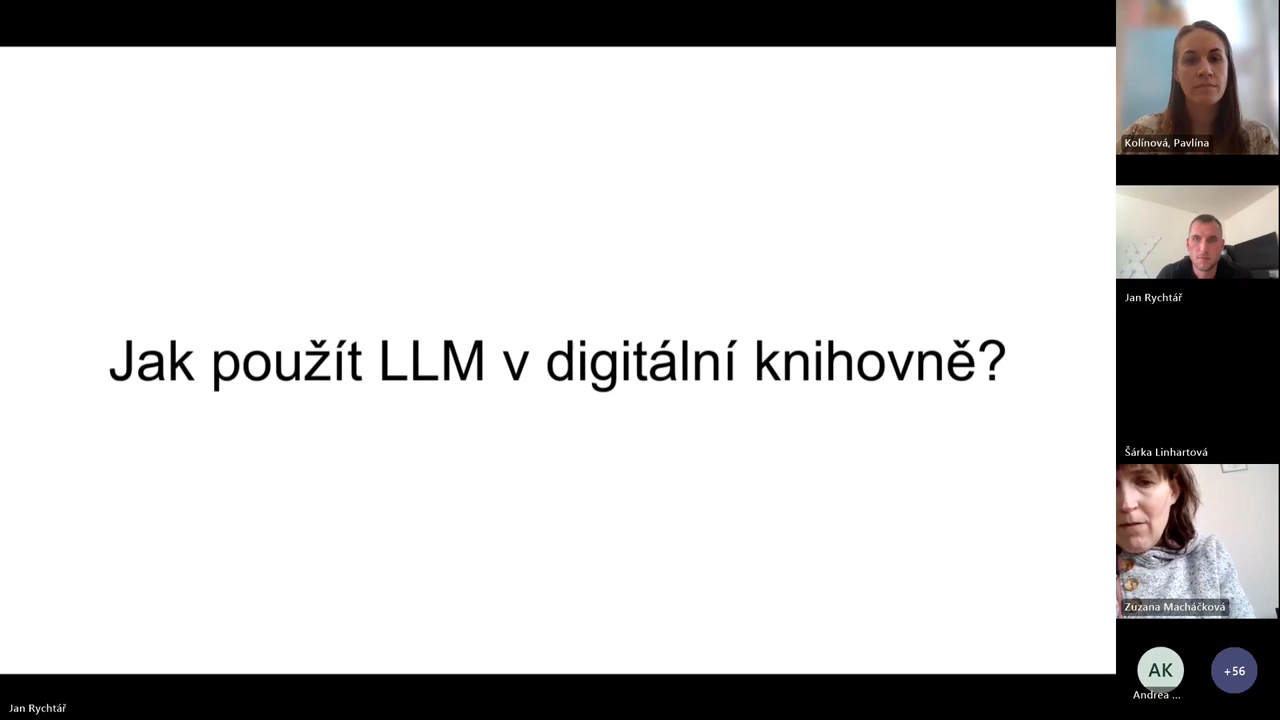 Jak použít LLM v digitální knihovně?
Kolínová, Pavlína
Jan Rychtář
Šárka Linhartová
Zuzana Macháčková
AK
+56
Andrea ...
Jan Rychtář